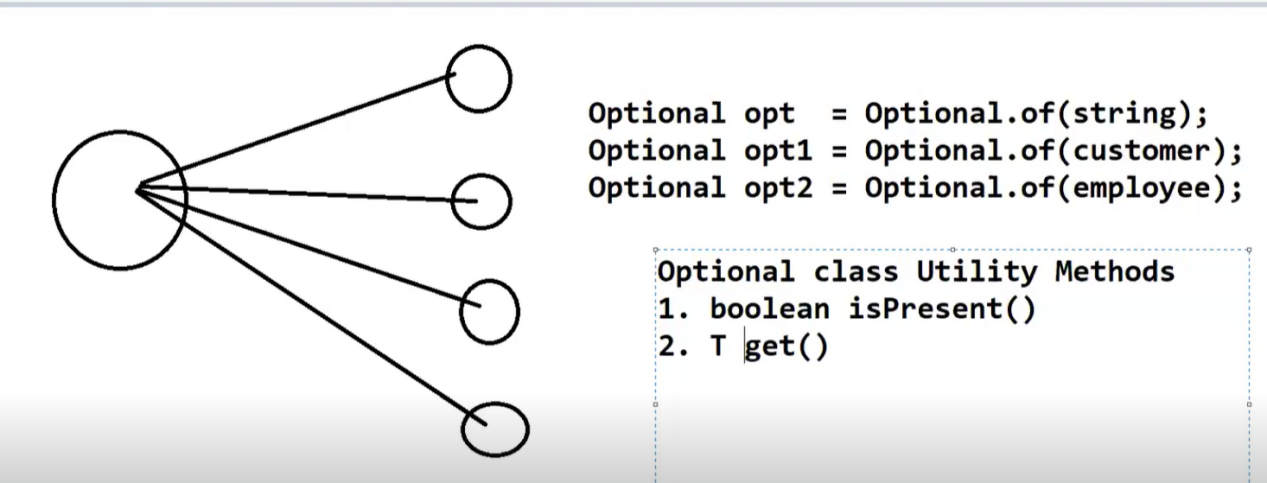 Optional opt  = Optional.of(string);
Optional opt1 = Optional.of(customer);
Optional opt2 = Optional.of(employee);
Optional class Utility Methods
1. boolean isPresent()
2. T get()